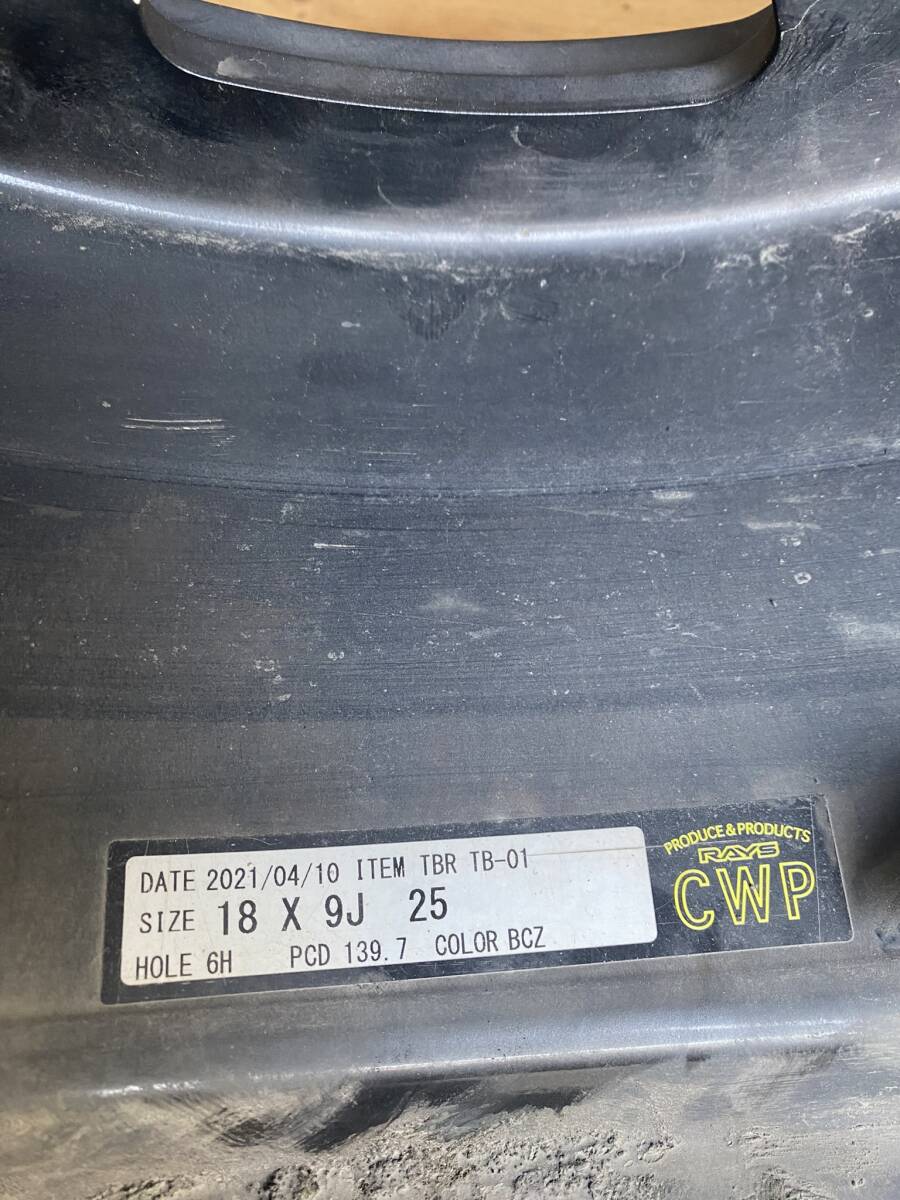 DATE 2021/04/10 ITEM TBR TB-01
SIZE 18 X 9J 25
HOLE 6H PCD 139.7 COLOR BCZ
PRODUCE & PRODUCTS
RAYS
CWP